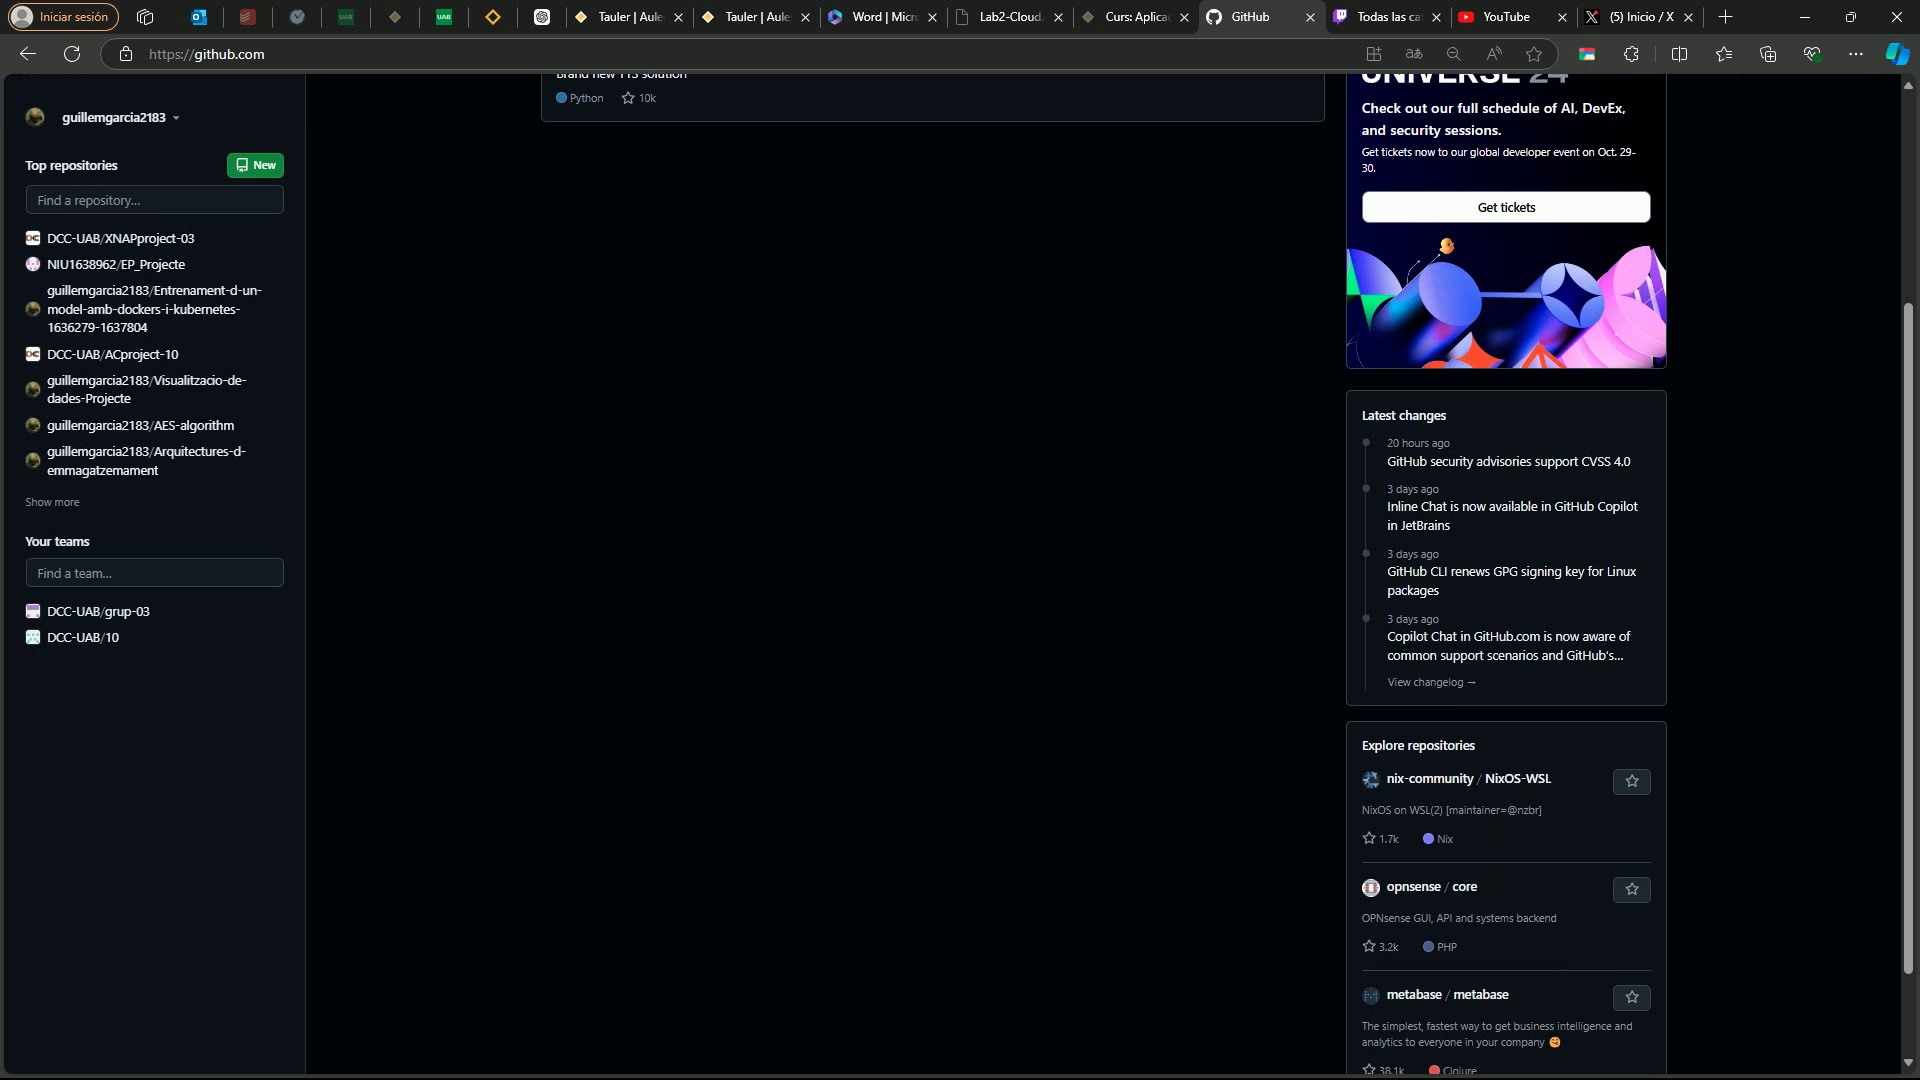 Iniciar sesión
UAB
UAB
Tauler | Aule
Tauler | Aule
Word | Micr
Lab2-Cloud.
Curs: Aplica
GitHub
Todas las ca
YouTube
(5) Inicio / X
https://github.com
guillemgarcia2183
Top repositories
New
Find a repository...
DCC-UAB/XNAPproject-03
NIU1638962/EP_Projecte
guillemgarcia2183/Entrenament-d-un-
model-amb-dockers-i-kubernetes-
1636279-1637804
DCC-UAB/ACproject-10
guillemgarcia2183/Visualitzacio-de-
dades-Projecte
guillemgarcia2183/AES-algorithm
guillemgarcia2183/Arquitectures-d-
emmagatzemament
Show more
Your teams
Find a team...
DCC-UAB/grup-03
DCC-UAB/10
Brand new TTS solution
Python 10k
UNIVERSE 24
Check out our full schedule of AI, DevEx,
and security sessions.
Get tickets now to our global developer event on Oct. 29-
30.
Get tickets
Latest changes
20 hours ago
GitHub security advisories support CVSS 4.0
3 days ago
Inline Chat is now available in GitHub Copilot
in JetBrains
3 days ago
GitHub CLI renews GPG signing key for Linux
packages
3 days ago
Copilot Chat in GitHub.com is now aware of
common support scenarios and GitHub's...
View changelog →
Explore repositories
nix-community / NixOS-WSL
NixOS on WSL(2) [maintainer=@nzbr]
1.7k Nix
opnsense / core
OPNsense GUI, API and systems backend
3.2k PHP
metabase / metabase
The simplest, fastest way to get business intelligence and
analytics to everyone in your company 😋
38.1k Clojure